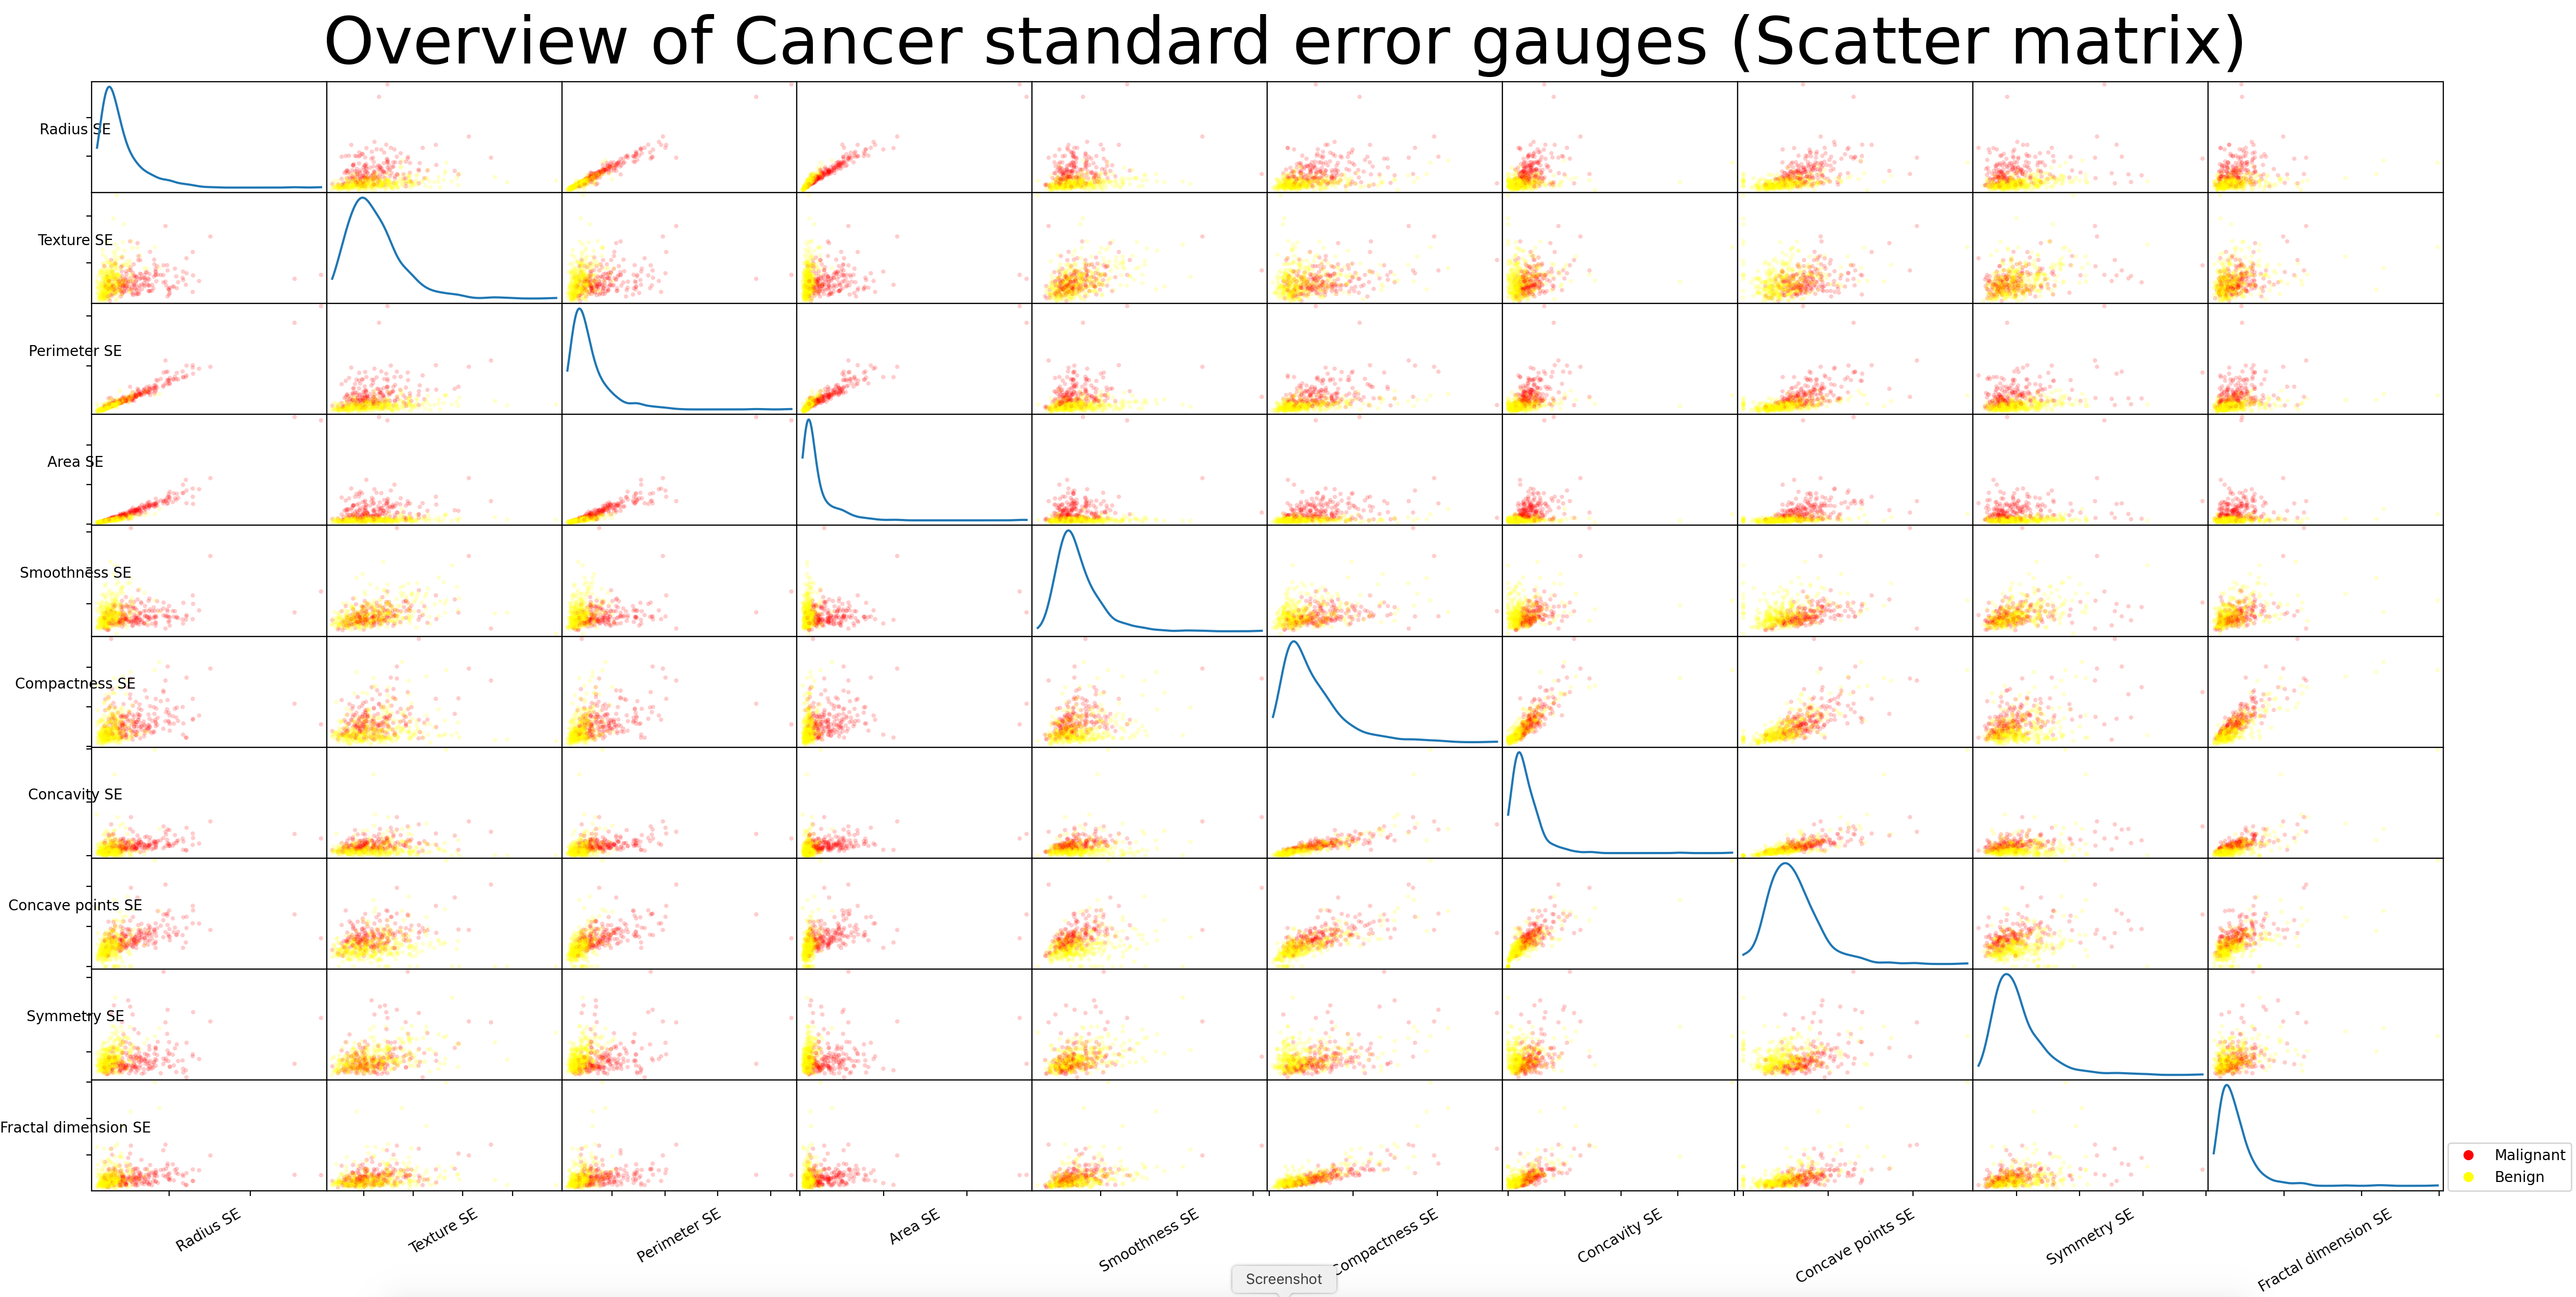 Overview of Cancer standard error gauges (Scatter matrix)
Radius SE
Texture SE
Perimeter SE
Area SE
Smoothness SE
Compactness SE
Concavity SE
Concave points SE
Symmetry SE
Fractal dimension SE
Malignant
Benign
Radius SE
Texture SE
Perimeter SE
Area SE
Smoothness SE
ompactness SE
Concavity SE
Concave points SE
Symmetry SE
Fractal dimension SE
Screenshot